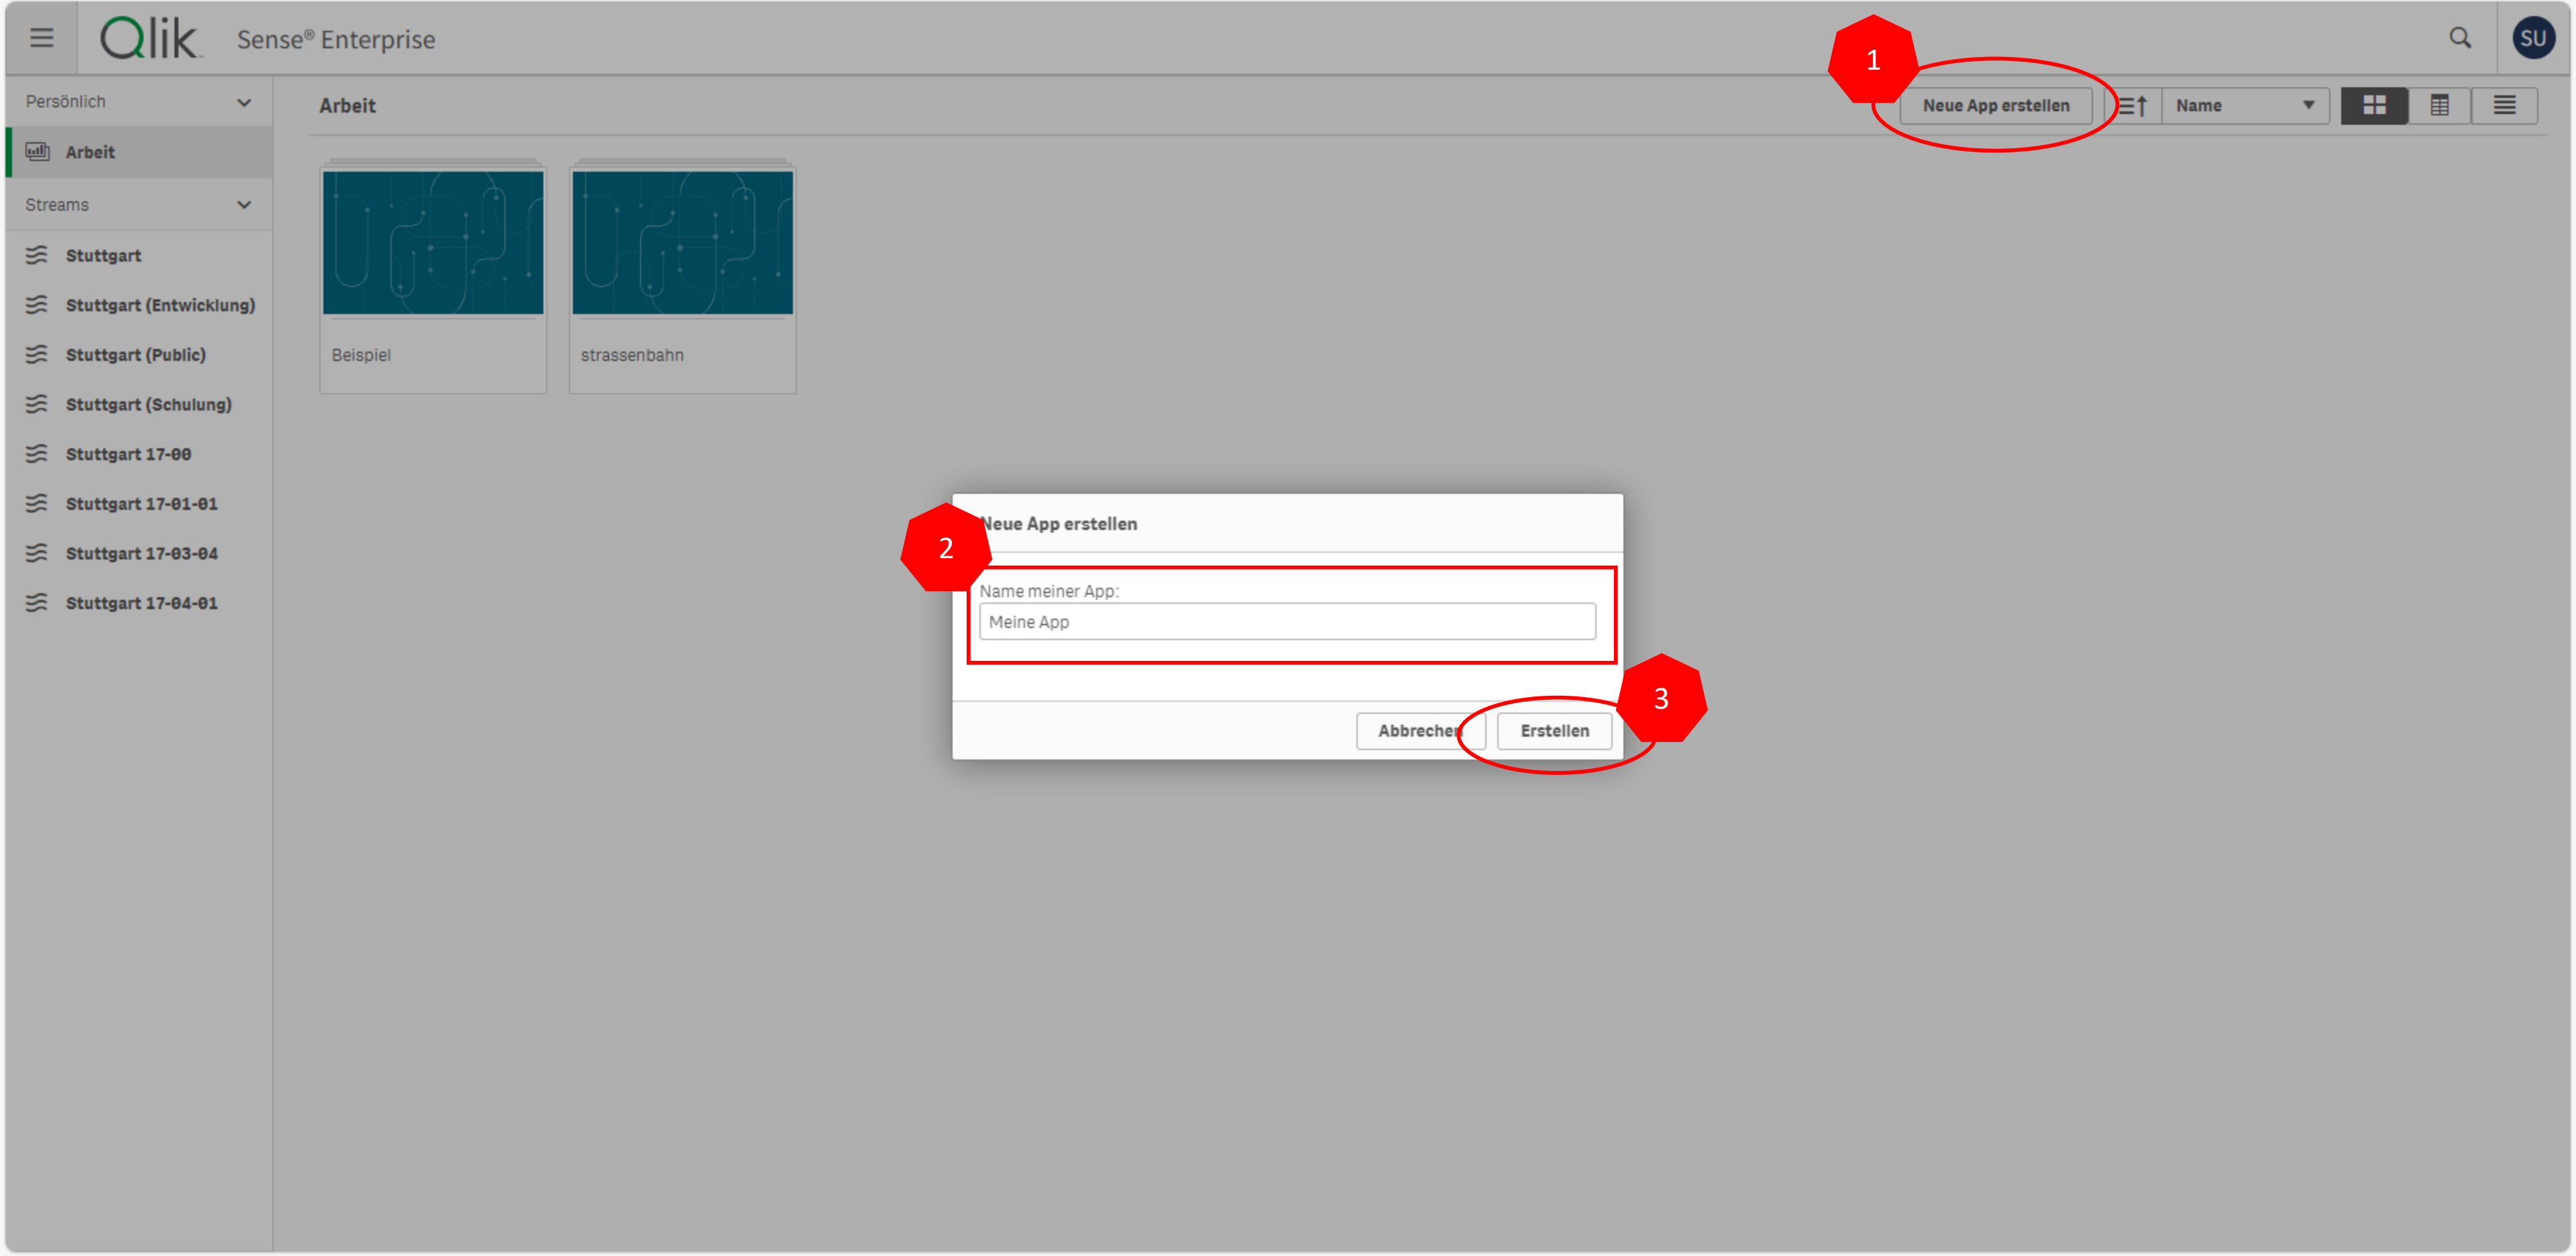 Qlik Sense® Enterprise
SU
1
Persönlich
Arbeit
Streams
Stuttgart
Stuttgart (Entwicklung)
Stuttgart (Public)
Stuttgart (Schulung)
Stuttgart 17-00
Stuttgart 17-01-01
Stuttgart 17-03-04
Stuttgart 17-04-01
Arbeit
Neue App erstellen
Name
Beispiel
strassenbahn
2
Neue App erstellen
Name meiner App:
Meine App
3
Abbrechen
Erstellen